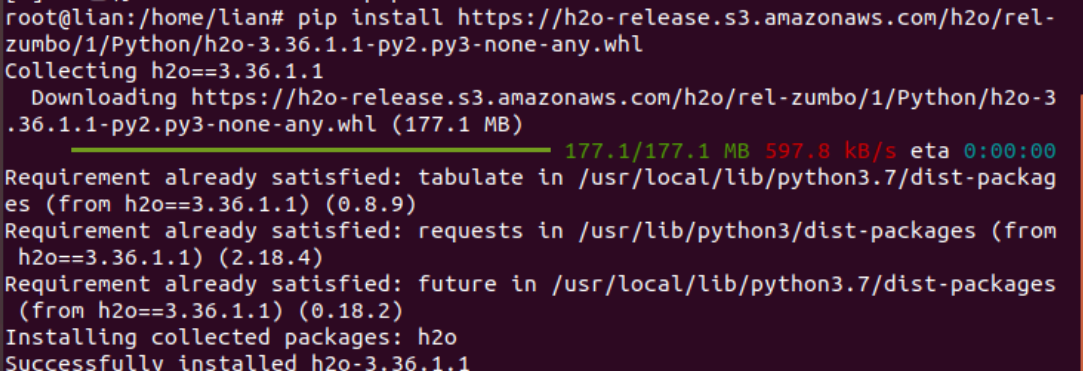 root@lian:/home/lian# pip install https://h2o-release.s3.amazonaws.com/h2o/rel-
zumbo/1/Python/h2o-3.36.1.1-py2.py3-none-any.whl
Collecting h2o==3.36.1.1
  Downloading https://h2o-release.s3.amazonaws.com/h2o/rel-zumbo/1/Python/h2o-3
.36.1.1-py2.py3-none-any.whl (177.1 MB)
177.1/177.1 MB 597.8 kB/s eta 0:00:00
Requirement already satisfied: tabulate in /usr/local/lib/python3.7/dist-packag
es (from h2o==3.36.1.1) (0.8.9)
Requirement already satisfied: requests in /usr/lib/python3/dist-packages (from
 h2o==3.36.1.1) (2.18.4)
Requirement already satisfied: future in /usr/local/lib/python3.7/dist-packages
 (from h2o==3.36.1.1) (0.18.2)
Installing collected packages: h2o
Successfully installed h2o-3.36.1.1